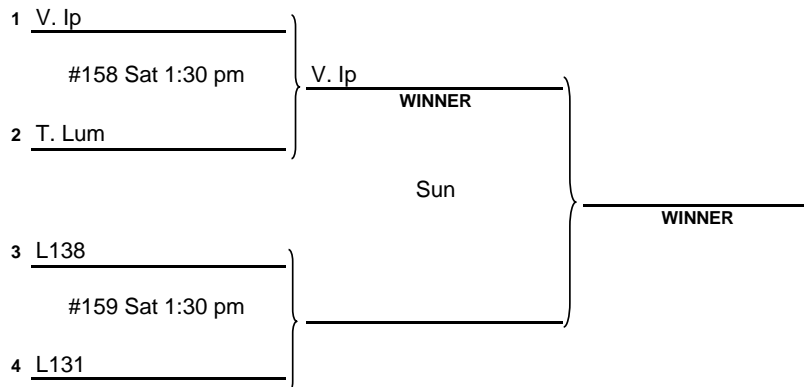 1 V. Ip
#158 Sat 1:30 pm
V. Ip
WINNER
2 T. Lum
Sun
WINNER
3 L138
#159 Sat 1:30 pm
4 L131